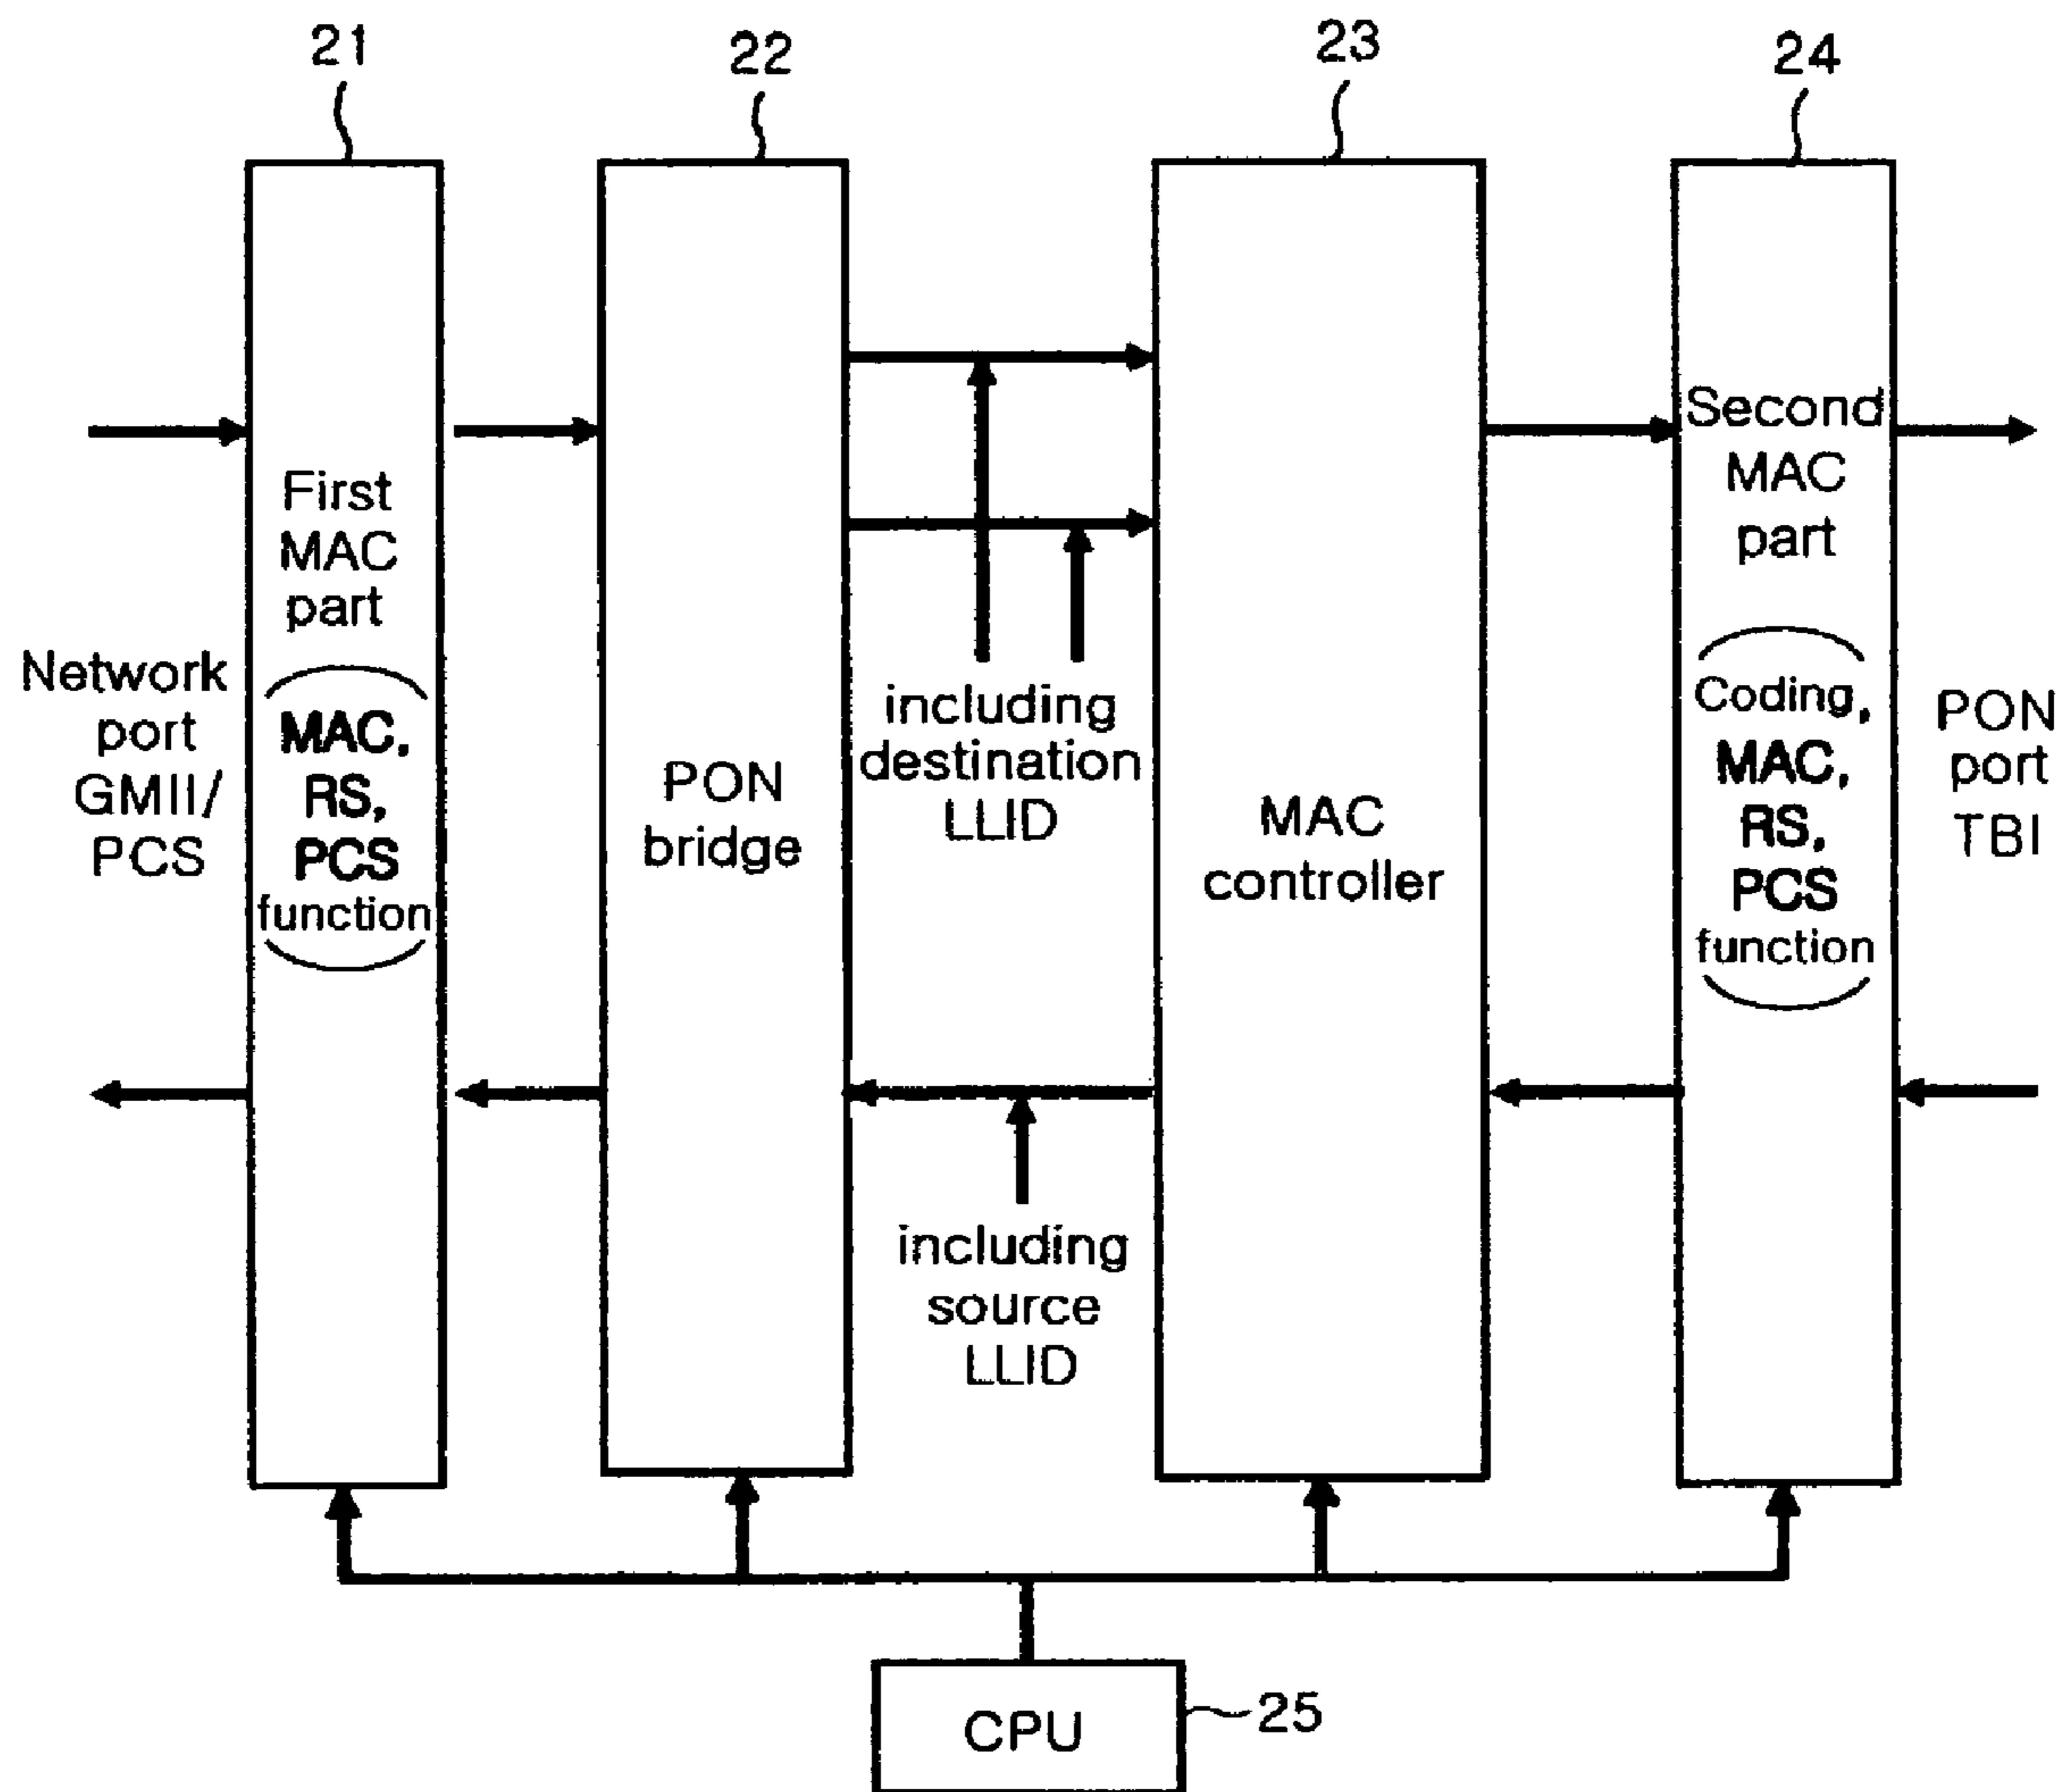 21
22
23
24
First
MAC
part
MAC,
RS,
PCS
function
Network
port
GMII/
PCS
PON
bridge
including
destination
LLID
including
source
LLID
MAC
controller
Second
MAC
part
Coding,
MAC,
RS,
PCS
function
PON
port
TBI
CPU
25